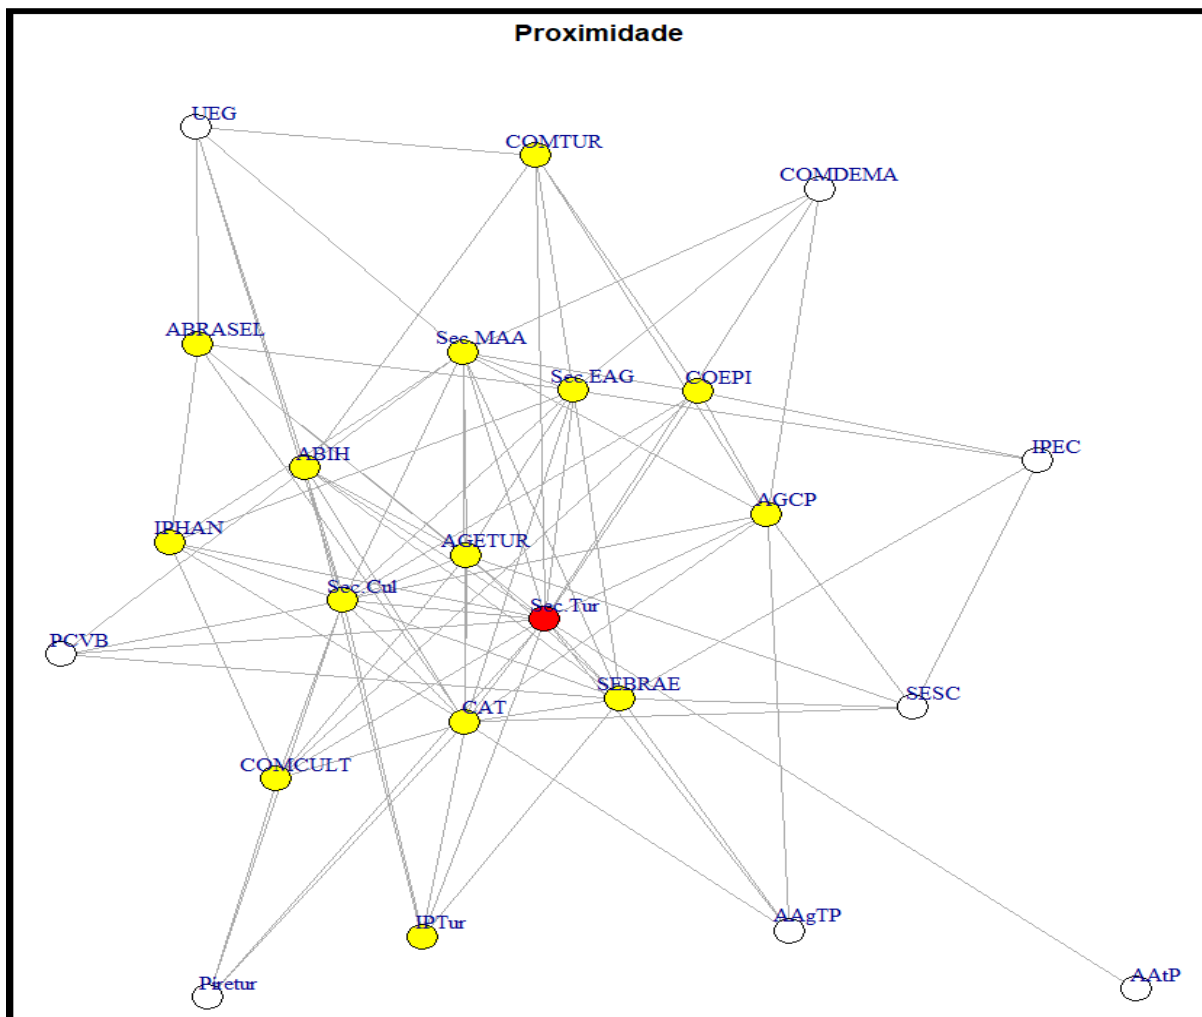 Proximidade
UEG
COMTUR
COMDEMA
ABRASEL
Sec.MAA
Sec.EAG
COEPI
ABIH
IPEC
AGCP
IPHAN
AGETUR
Sec.Cul
Sec.Tur
PCVB
SEBRAE
SESC
CAT
COMCULT
IPTur
AAgTP
Piretur
AAtP